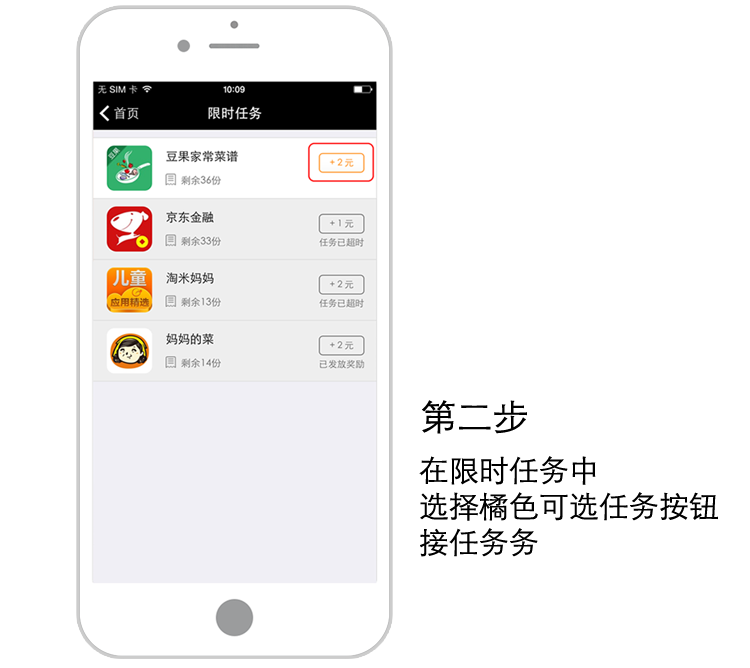 无 SIM 卡
10:09
首页
限时任务
豆果
豆果家常菜谱
+2元
剩余36份
京东金融
+1元
剩余33份
任务已超时
儿童
应用精选
淘米妈妈
+2元
剩余13份
任务已超时
妈妈的菜
+2元
剩余14份
已发放奖励
第二步
在限时任务中
选择橘色可选任务按钮
接任务务